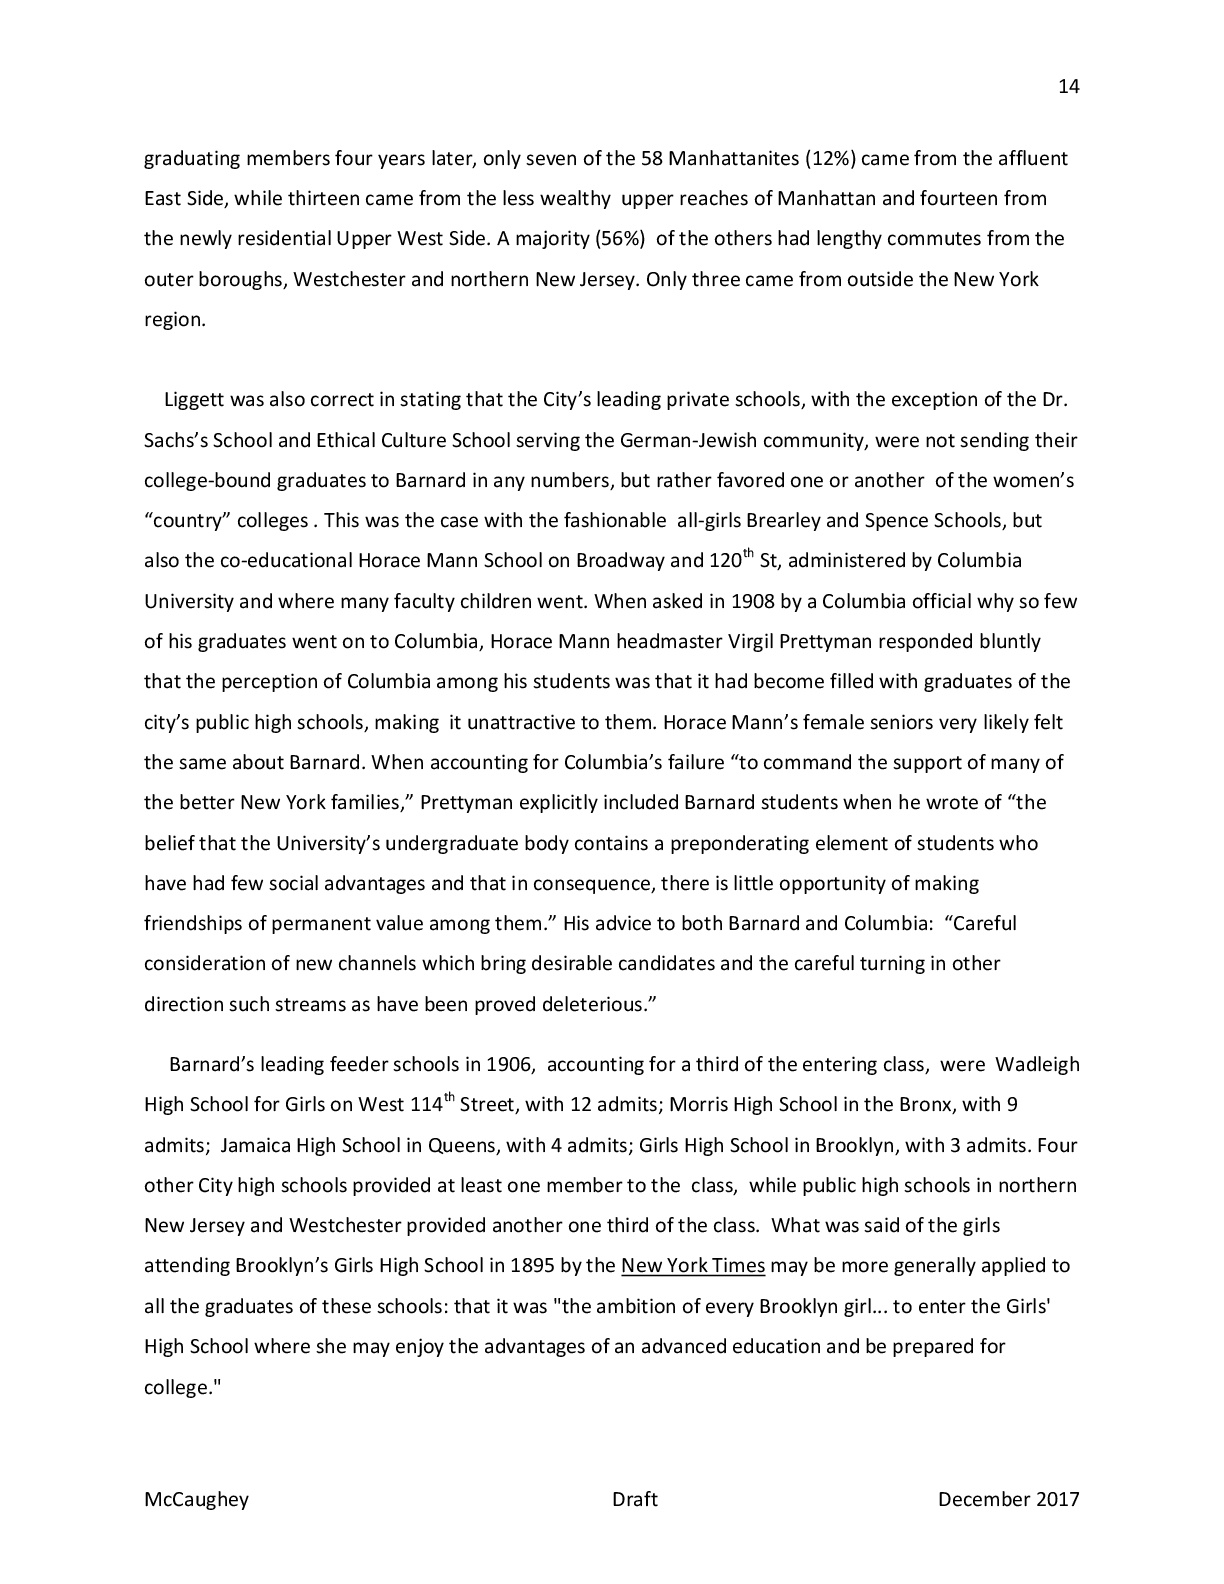 14
graduating members four years later, only seven of the 58 Manhattanites (12%) came from the affluent
East Side, while thirteen came from the less wealthy  upper reaches of Manhattan and fourteen from
the newly residential Upper West Side. A majority (56%)  of the others had lengthy commutes from the
outer boroughs, Westchester and northern New Jersey. Only three came from outside the New York
region.
Liggett was also correct in stating that the City’s leading private schools, with the exception of the Dr.
Sachs’s School and Ethical Culture School serving the German-Jewish community, were not sending their
college-bound graduates to Barnard in any numbers, but rather favored one or another  of the women’s
“country” colleges . This was the case with the fashionable  all-girls Brearley and Spence Schools, but
also the co-educational Horace Mann School on Broadway and 120th St, administered by Columbia
University and where many faculty children went. When asked in 1908 by a Columbia official why so few
of his graduates went on to Columbia, Horace Mann headmaster Virgil Prettyman responded bluntly
that the perception of Columbia among his students was that it had become filled with graduates of the
city’s public high schools, making  it unattractive to them. Horace Mann’s female seniors very likely felt
the same about Barnard. When accounting for Columbia’s failure “to command the support of many of
the better New York families,” Prettyman explicitly included Barnard students when he wrote of “the
belief that the University’s undergraduate body contains a preponderating element of students who
have had few social advantages and that in consequence, there is little opportunity of making
friendships of permanent value among them.” His advice to both Barnard and Columbia:  “Careful
consideration of new channels which bring desirable candidates and the careful turning in other
direction such streams as have been proved deleterious.”
Barnard’s leading feeder schools in 1906,  accounting for a third of the entering class,  were  Wadleigh
High School for Girls on West 114th Street, with 12 admits; Morris High School in the Bronx, with 9
admits;  Jamaica High School in Queens, with 4 admits; Girls High School in Brooklyn, with 3 admits. Four
other City high schools provided at least one member to the  class,  while public high schools in northern
New Jersey and Westchester provided another one third of the class.  What was said of the girls
attending Brooklyn’s Girls High School in 1895 by the New York Times may be more generally applied to
all the graduates of these schools: that it was "the ambition of every Brooklyn girl... to enter the Girls'
High School where she may enjoy the advantages of an advanced education and be prepared for
college."
McCaughey Draft December 2017